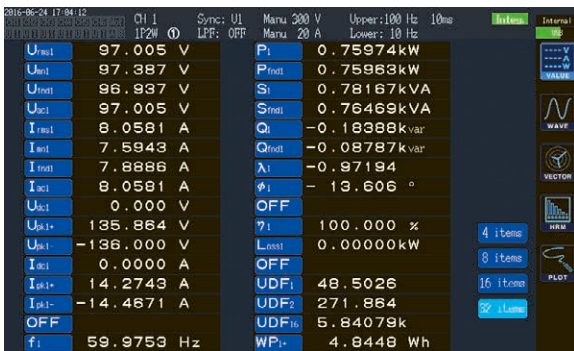 2016-06-24 17:04:12
CH 1 Sync: U1 Manu 300 V Upper:100 Hz 10ms Integ. Internal
1P2W ① LPF: OFF Manu 20 A Lower: 10 Hz USB
Urms1 97.005 V P1 0.75974kW
Umn1 97.387 V Pfnd1 0.75963kW
VALUE
Ufnd1 96.937 V S1 0.78167kVA
Uac1 97.005 V Sfnd1 0.76469kVA
Irms1 8.0581 A Q1 -0.18388kvar
WAVE
Imn1 7.5943 A Qfnd1 -0.08787kvar
Ifnd1 7.8886 A λ1 -0.97194
Iac1 8.0581 A φ1 - 13.606 °
VECTOR
Udc1 0.000 V OFF
Upk1+ 135.864 V η1 100.000 %
4 items
HRM
Upk1- -136.000 V Loss1 0.00000kW
Idc1 0.0000 A OFF
8 items
Ipk1+ 14.2743 A UDF1 48.5026
16 items
PLOT
Ipk1- -14.4671 A UDF2 271.864
32 items
OFF UDF16 5.84079k
f1 59.9753 Hz WP1+ 4.8448 Wh